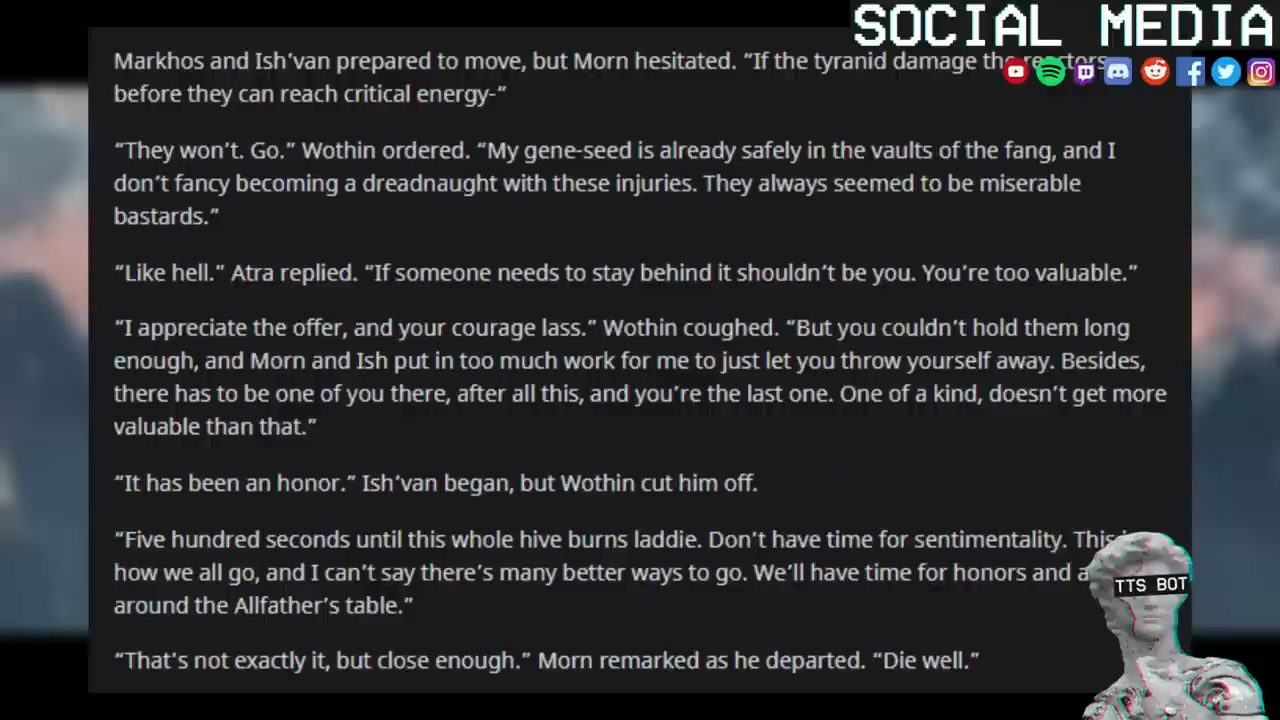 SOCIAL MEDIA
Markhos and Ish’van prepared to move, but Morn hesitated. “If the tyranid damage the reactors
before they can reach critical energy-”
“They won’t. Go.” Wothin ordered. “My gene-seed is already safely in the vaults of the fang, and I
don’t fancy becoming a dreadnaught with these injuries. They always seemed to be miserable
bastards.”
“Like hell.” Atra replied. “If someone needs to stay behind it shouldn’t be you. You’re too valuable.”
“I appreciate the offer, and your courage lass.” Wothin coughed. “But you couldn’t hold them long
enough, and Morn and Ish put in too much work for me to just let you throw yourself away. Besides,
there has to be one of you there, after all this, and you’re the last one. One of a kind, doesn’t get more
valuable than that.”
“It has been an honor.” Ish’van began, but Wothin cut him off.
“Five hundred seconds until this whole hive burns laddie. Don’t have time for sentimentality. This
how we all go, and I can’t say there’s many better ways to go. We’ll have time for honors and
around the Allfather’s table.”
“That’s not exactly it, but close enough.” Morn remarked as he departed. “Die well.”
TTS BOT